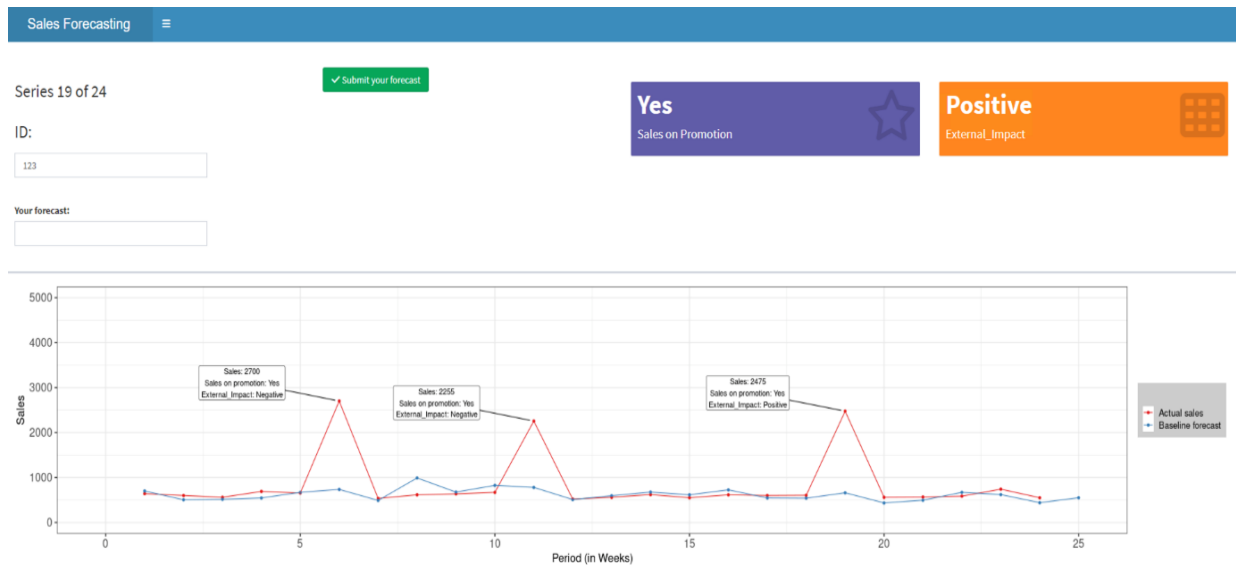 Sales Forecasting
Series 19 of 24
Submit your forecast
Yes
Sales on Promotion
Positive
External_Impact
ID:
123
Your forecast:
5000
4000
3000
2000
1000
0
Sales
Sales: 2700
Sales on promotion: Yes
External_Impact: Negative
Sales: 2255
Sales on promotion: Yes
External_Impact: Negative
Sales: 2475
Sales on promotion: Yes
External_Impact: Positive
Actual sales
Baseline forecast
0
5
10
15
20
25
Period (in Weeks)